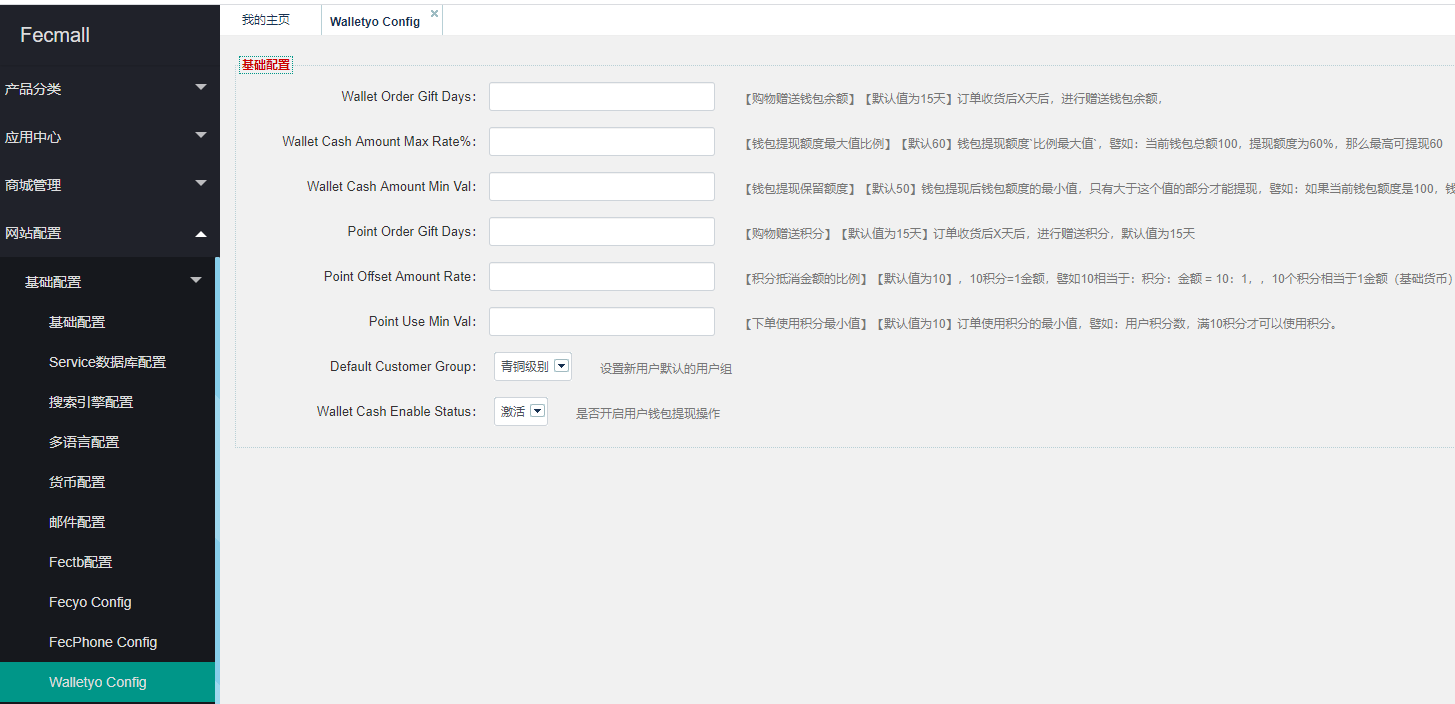 Fecmall
产品分类
应用中心
商城管理
网站配置
基础配置
基础配置
Service数据库配置
搜索引擎配置
多语言配置
货币配置
邮件配置
Fectb配置
Fecyo Config
FecPhone Config
Walletyo Config
我的主页 Walletyo Config
基础配置
Wallet Order Gift Days: 【购物赠送钱包余额】【默认值为15天】订单收货后X天后，进行赠送钱包余额，
Wallet Cash Amount Max Rate%: 【钱包提现额度最大值比例】【默认60】钱包提现额度`比例最大值`，譬如：当前钱包总额100，提现额度为60%，那么最高可提现60
Wallet Cash Amount Min Val: 【钱包提现保留额度】【默认50】钱包提现后钱包额度的最小值，只有大于这个值的部分才能提现，譬如：如果当前钱包额度是100，钱
Point Order Gift Days: 【购物赠送积分】【默认值为15天】订单收货后X天后，进行赠送积分，默认值为15天
Point Offset Amount Rate: 【积分抵消金额的比例】【默认值为10】，10积分=1金额，譬如10相当于：积分：金额 = 10：1，，10个积分相当于1金额（基础货币）
Point Use Min Val: 【下单使用积分最小值】【默认值为10】订单使用积分的最小值，譬如：用户积分数，满10积分才可以使用积分。
Default Customer Group: 青铜级别 设置新用户默认的用户组
Wallet Cash Enable Status: 激活 是否开启用户钱包提现操作